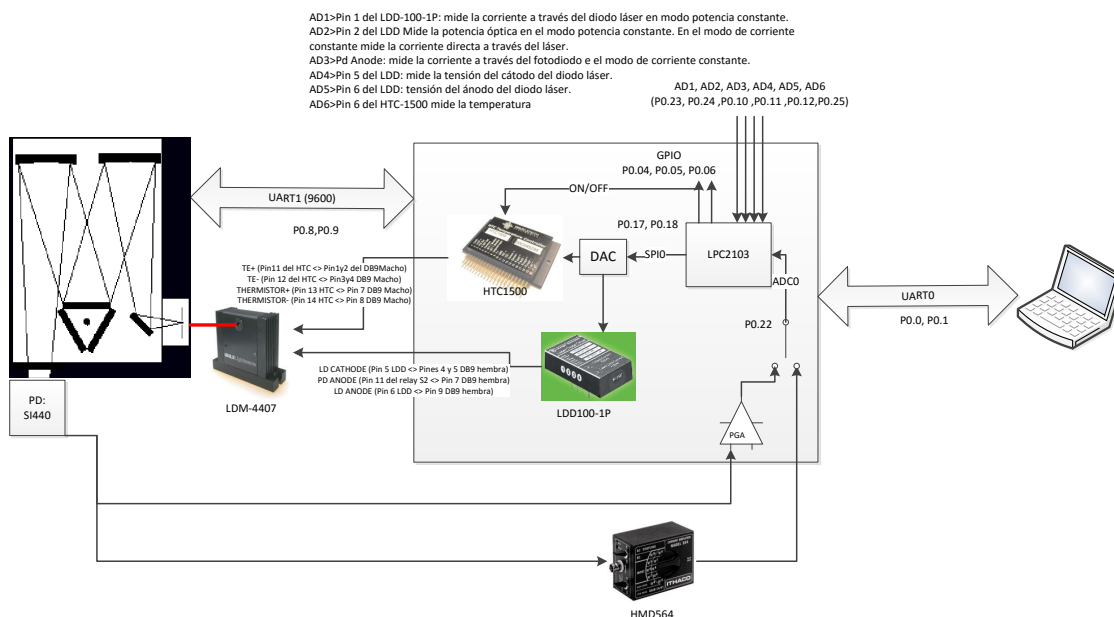 AD1>Pin 1 del LDD-100-1P: mide la corriente a través del diodo láser en modo potencia constante.
AD2>Pin 2 del LDD Mide la potencia óptica en el modo potencia constante. En el modo de corriente
constante mide la corriente directa a través del láser.
AD3>Pd Anode: mide la corriente a través del fotodiodo e el modo de corriente constante.
AD4>Pin 5 del LDD: mide la tensión del cátodo del diodo láser.
AD5>Pin 6 del LDD: tensión del ánodo del diodo láser.
AD6>Pin 6 del HTC-1500 mide la temperatura
AD1, AD2, AD3, AD4, AD5, AD6
(P0.23, P0.24 ,P0.10 ,P0.11 ,P0.12,P0.25)
GPIO
P0.04, P0.05, P0.06
ON/OFF
UART1 (9600)
P0.8,P0.9
P0.17, P0.18
LPC2103
DAC
SPI0
ADC0
HTC1500
TE+ (Pin11 del HTC <> Pin1y2 del DB9Macho)
TE- (Pin 12 del HTC <> Pin3y4 DB9 Macho)
THERMISTOR+ (Pin 13 HTC <> Pin 7 DB9 Macho)
THERMISTOR- (Pin 14 HTC <> Pin 8 DB9 Macho)
UART0
P0.0, P0.1
P0.22
LD CATHODE (Pin 5 LDD <> Pines 4 y 5 DB9 hembra)
PD ANODE (Pin 11 del relay S2 <> Pin 7 DB9 hembra)
LD ANODE (Pin 6 LDD <> Pin 9 DB9 hembra)
LDM-4407
LDD100-1P
PD:
SI440
PGA
ITHACO
HMD564